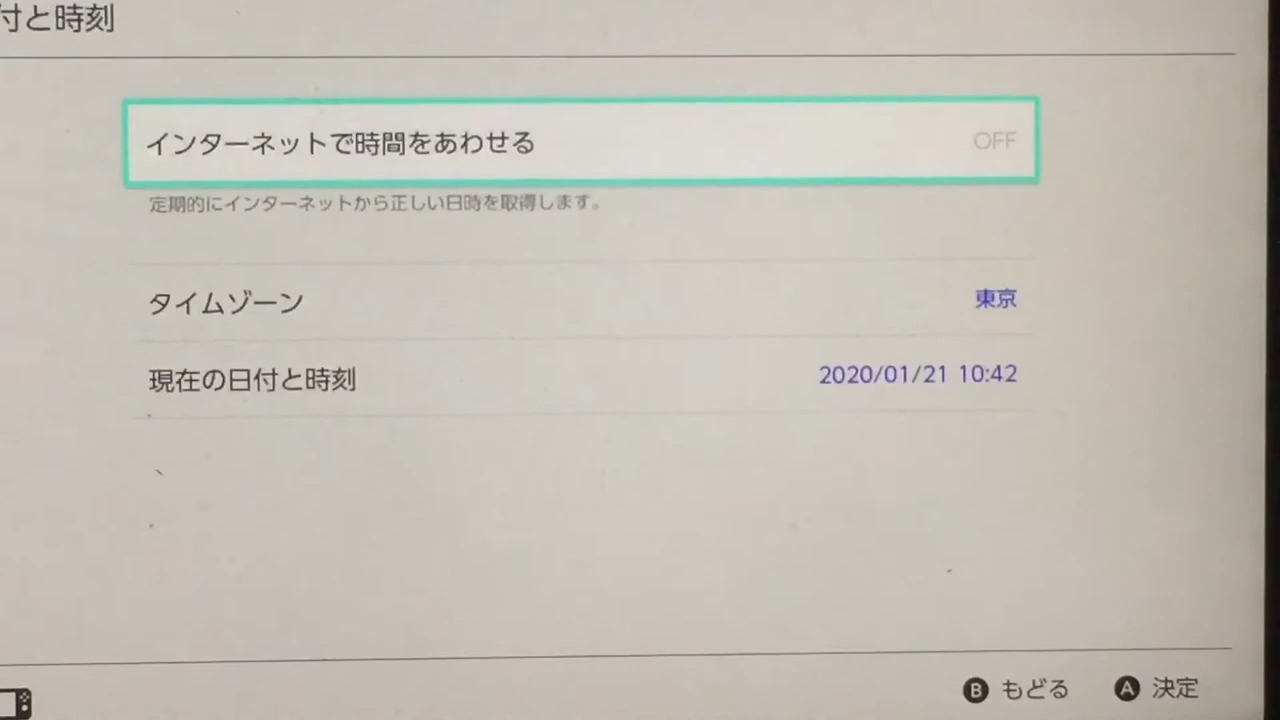 付と時刻
インターネットで時間をあわせる OFF
定期的にインターネットから正しい日時を取得します。
タイムゾーン 東京
現在の日付と時刻 2020/01/21 10:42
B もどる A 決定